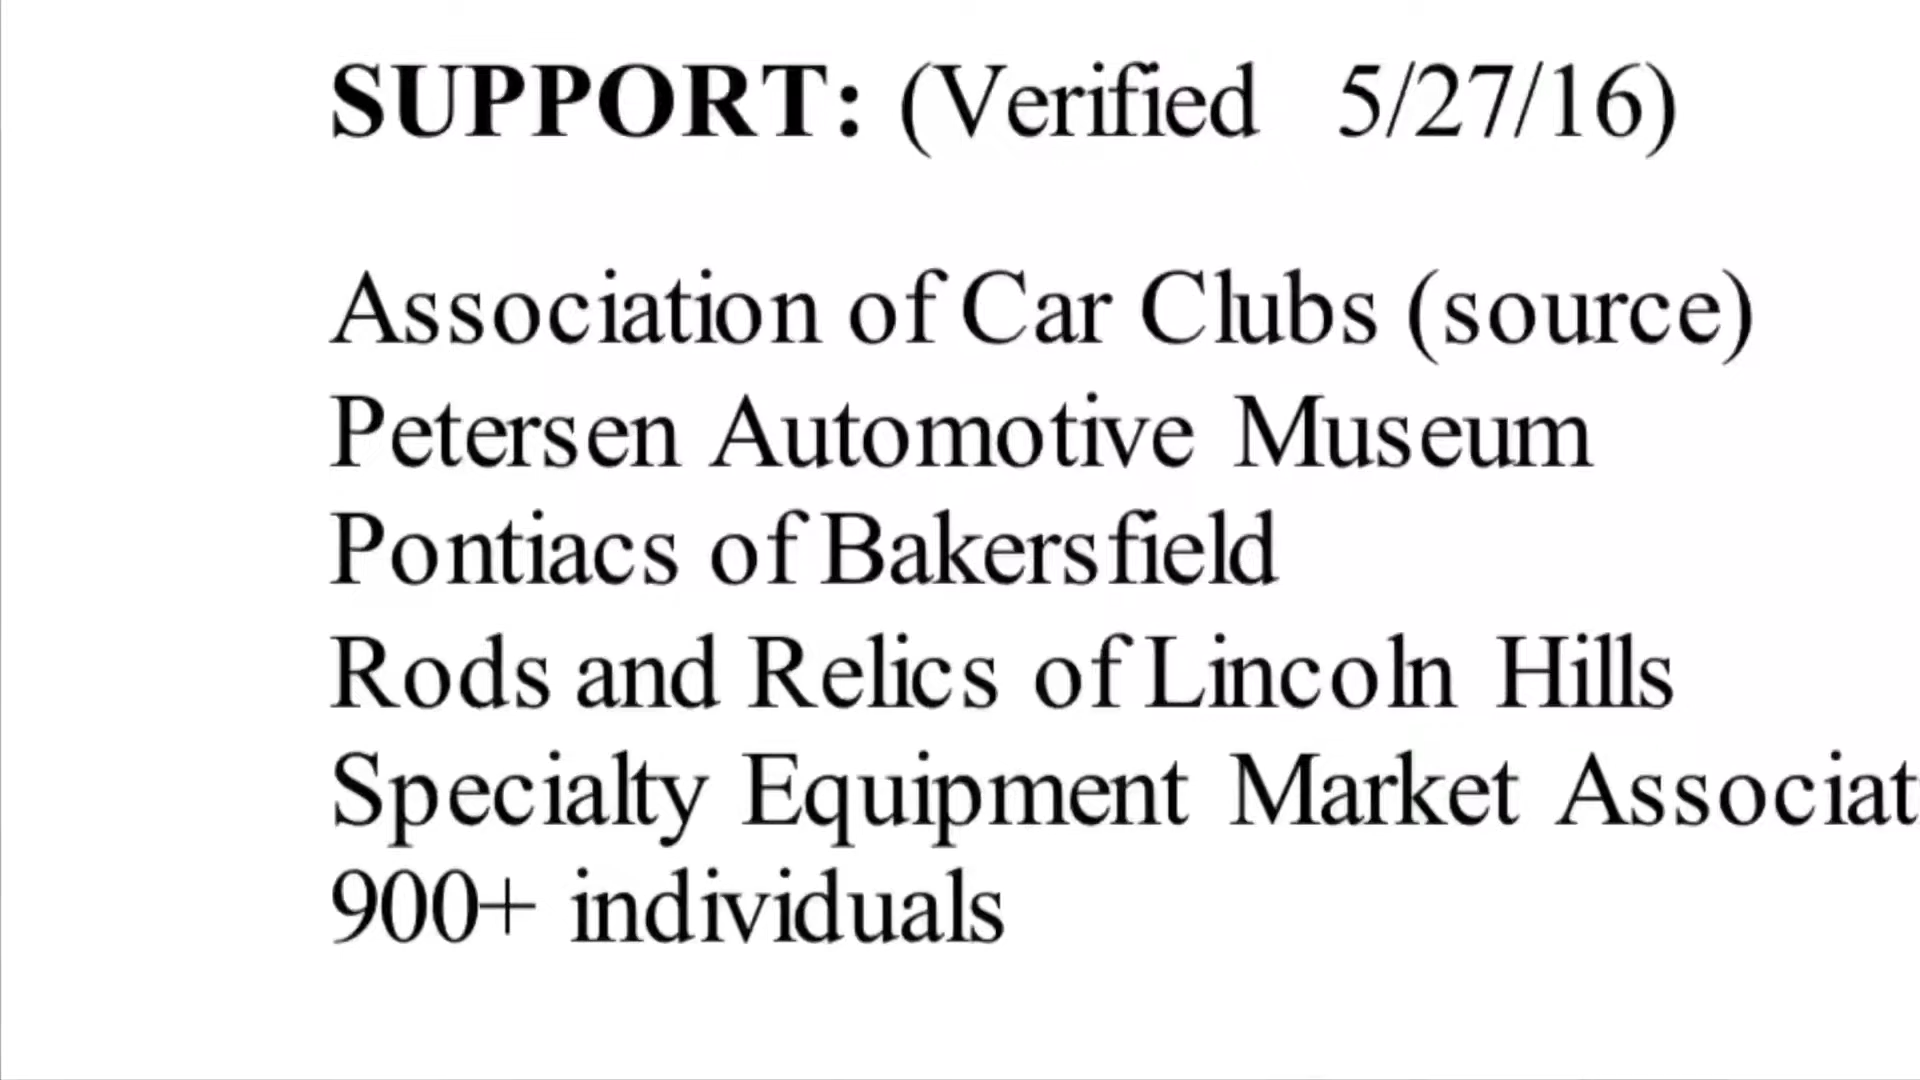 SUPPORT: (Verified 5/27/16)
Association of Car Clubs (source)
Petersen Automotive Museum
Pontiacs of Bakersfield
Rods and Relics of Lincoln Hills
Specialty Equipment Market Associat
900+ individuals